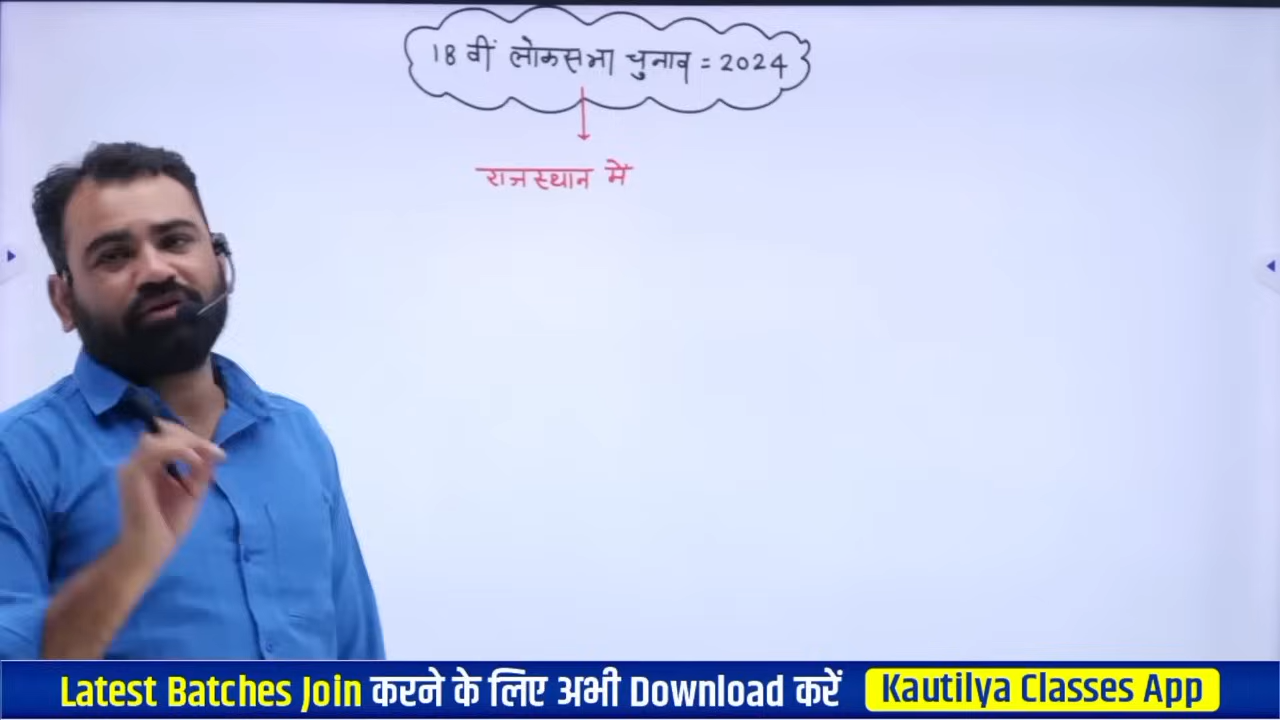 18 वीं लोकसभा चुनाव = 2024
राजस्थान में
Latest Batches Join करने के लिए अभी Download करें Kautilya Classes App